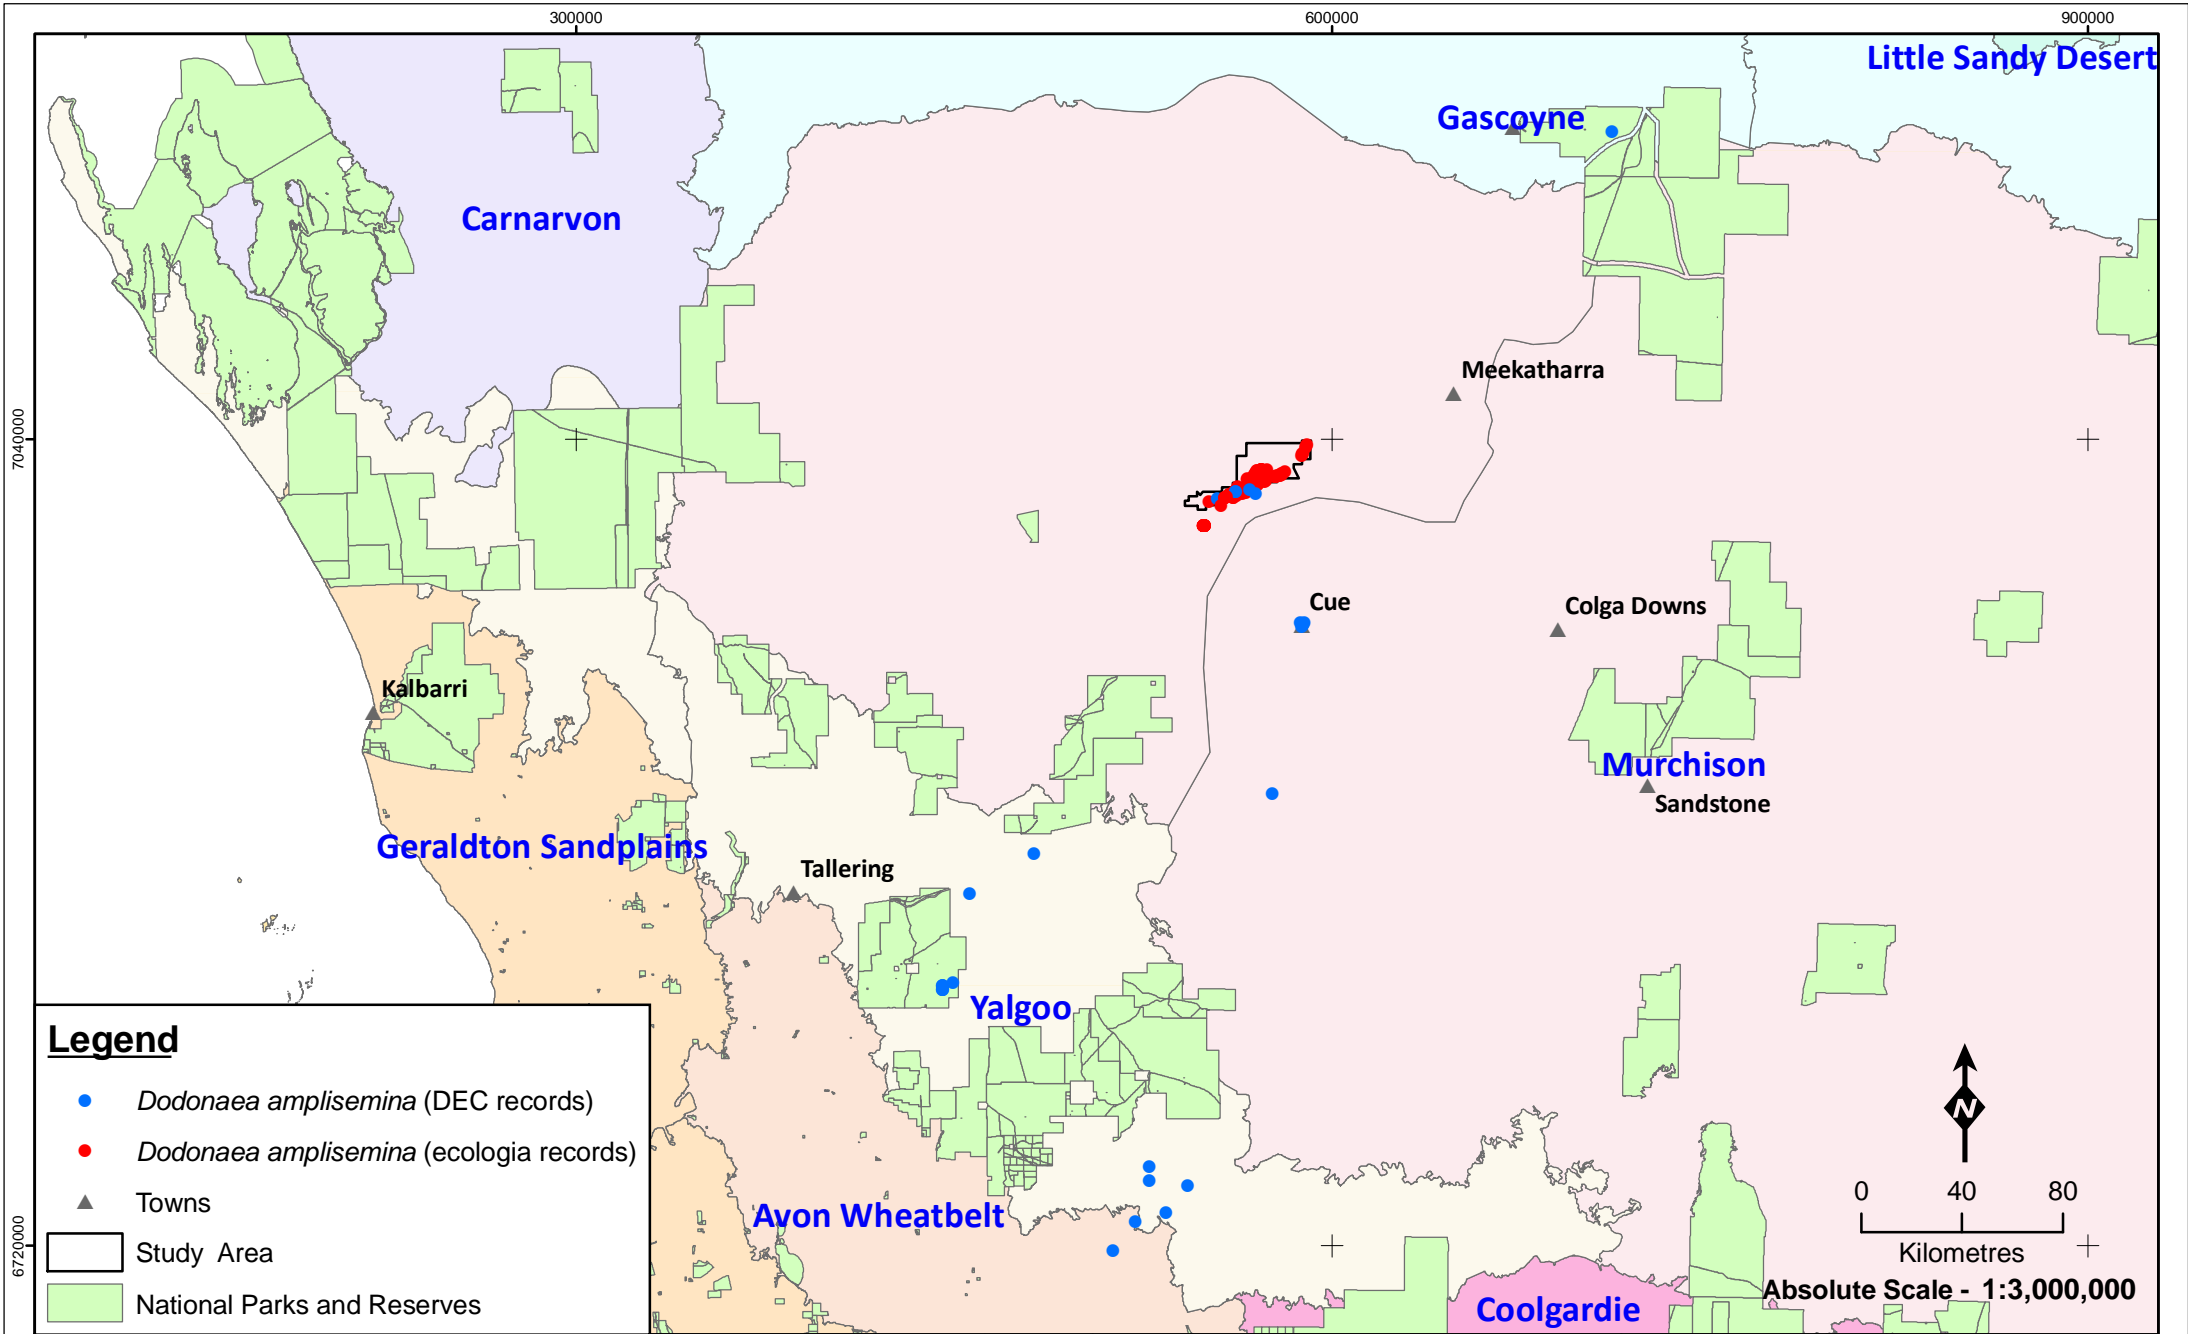 300000
600000
900000
Little Sandy Desert
Gascoyne
Carnarvon
Meekatharra
7040000
Cue
Colga Downs
Kalbarri
Murchison
Sandstone
Geraldton Sandplains
Tallering
Yalgoo
Legend
Dodonaea amplisemina (DEC records)
Dodonaea amplisemina (ecologia records)
Towns
Study Area
National Parks and Reserves
Avon Wheatbelt
6720000
N
0 40 80
Kilometres
Absolute Scale - 1:3,000,000
Coolgardie